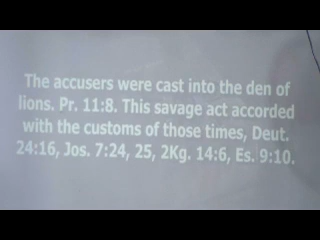 The accusers were cast into the den of
lions. Pr. 11:8. This savage act accorded
with the customs of those times, Deut.
24:16, Jos. 7:24, 25, 2Kg. 14:6, Es. 9:10.